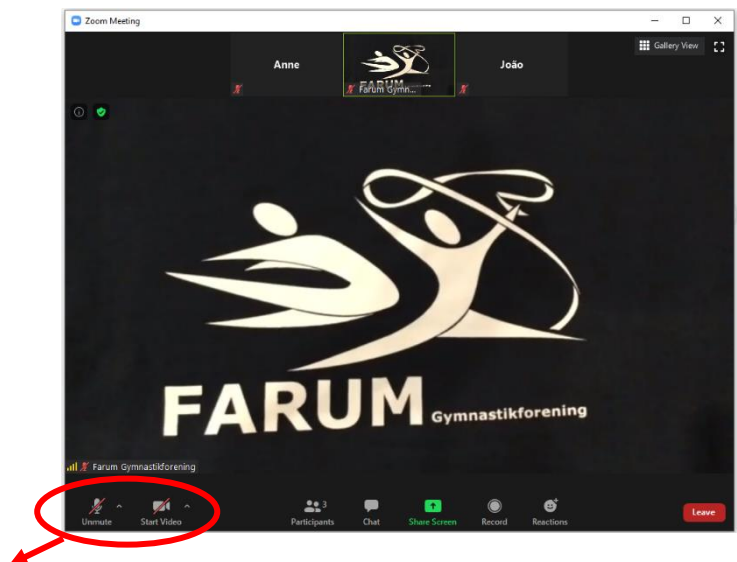 Zoom Meeting
Gallery View
Anne
João
FARUM
Farum Gymn...
FARUM Gymnastikforening
Farum Gymnastikforening
Unmute
Start Video
3
Participants
Chat
Share Screen
Record
Reactions
Leave